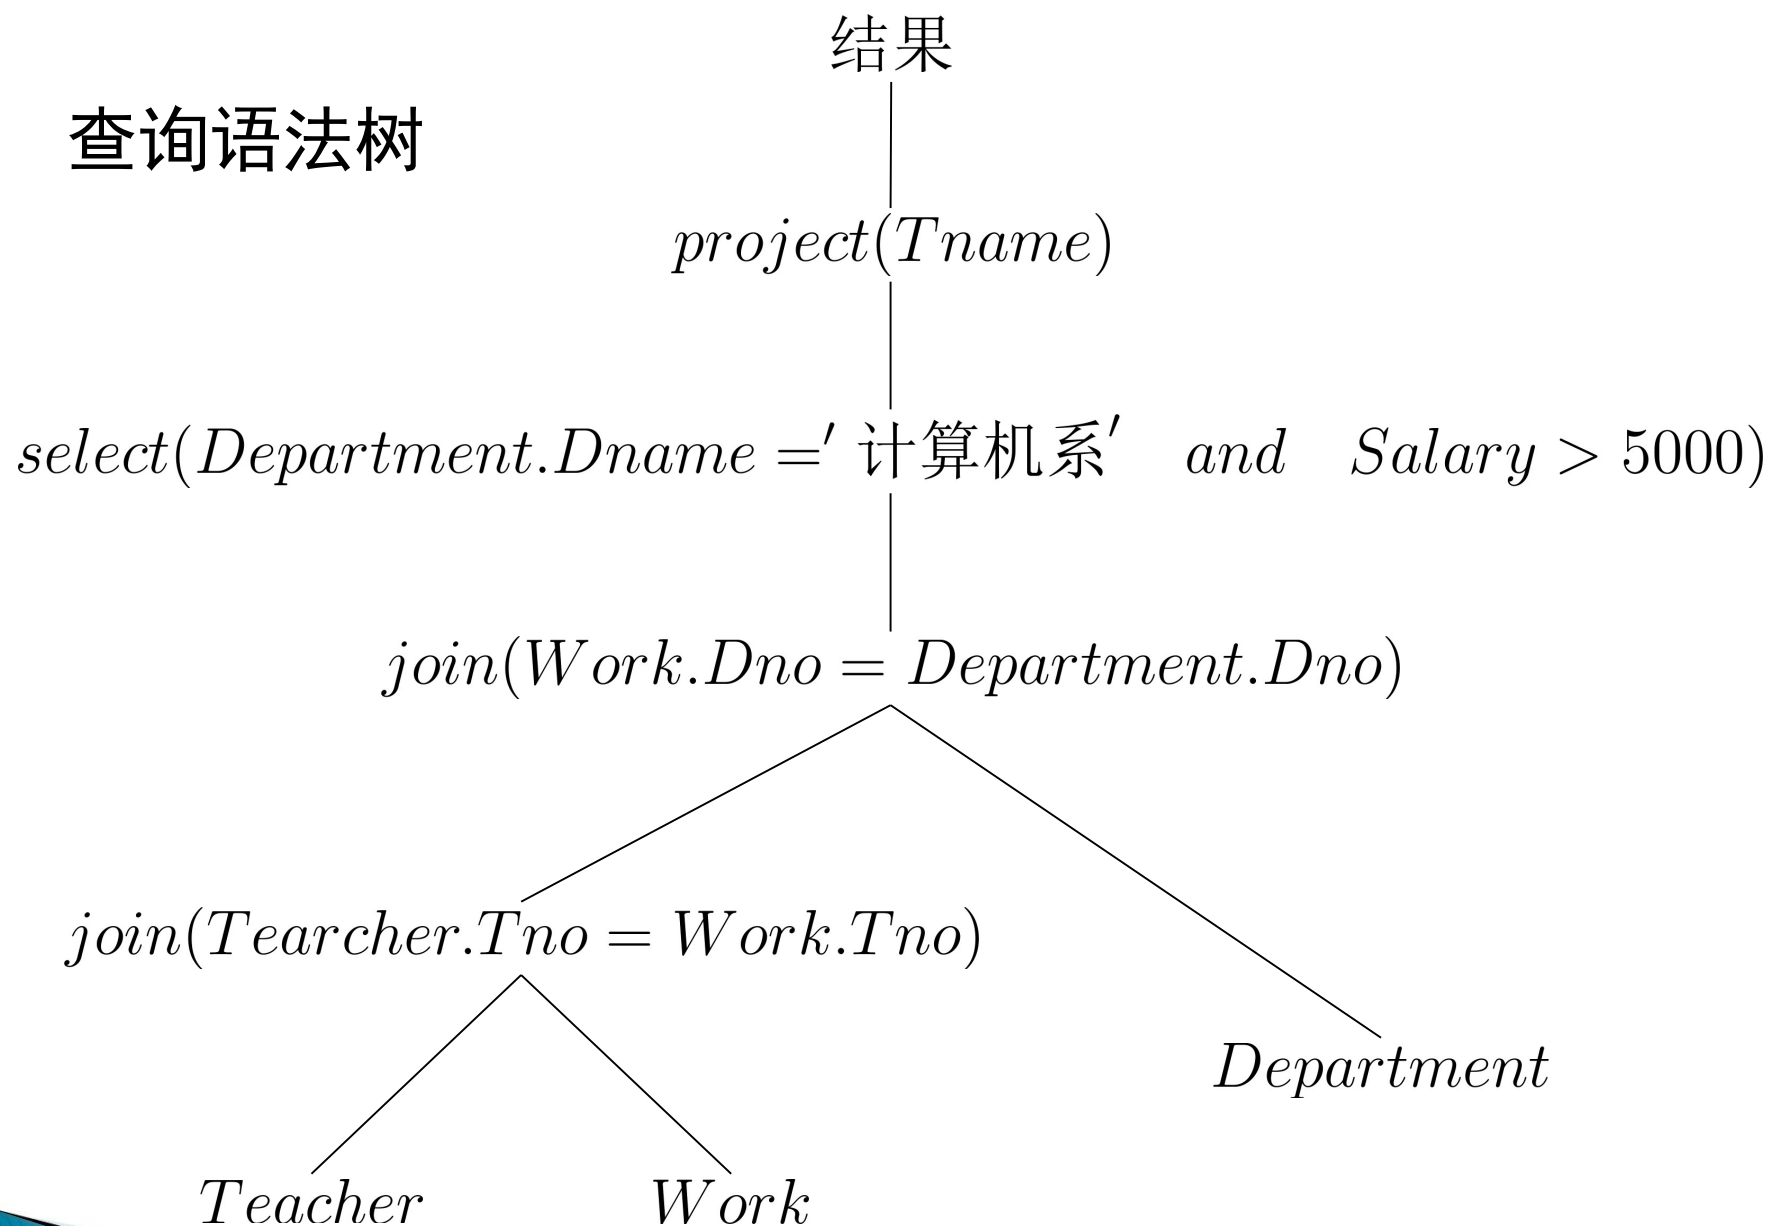 结果
查询语法树
project(Tname)
select(Department.Dname =′ 计算机系′ and Salary > 5000)
join(Work.Dno = Department.Dno)
join(Tearcher.Tno = Work.Tno)
Department
Teacher Work